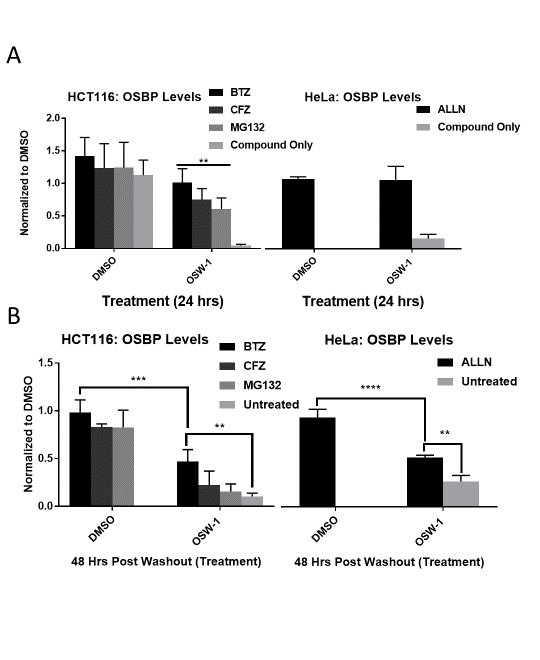 A
HCT116: OSBP Levels
BTZ
CFZ
MG132
Compound Only
Normalized to DMSO
2.0
1.5
1.0
0.5
0.0
**
DMSO
OSW-1
Treatment (24 hrs)
HeLa: OSBP Levels
ALLN
Compound Only
DMSO
OSW-1
Treatment (24 hrs)
B
HCT116: OSBP Levels
BTZ
CFZ
MG132
Untreated
Normalized to DMSO
1.5
1.0
0.5
0.0
***
**
DMSO
OSW-1
48 Hrs Post Washout (Treatment)
HeLa: OSBP Levels
ALLN
Untreated
****
**
DMSO
OSW-1
48 Hrs Post Washout (Treatment)